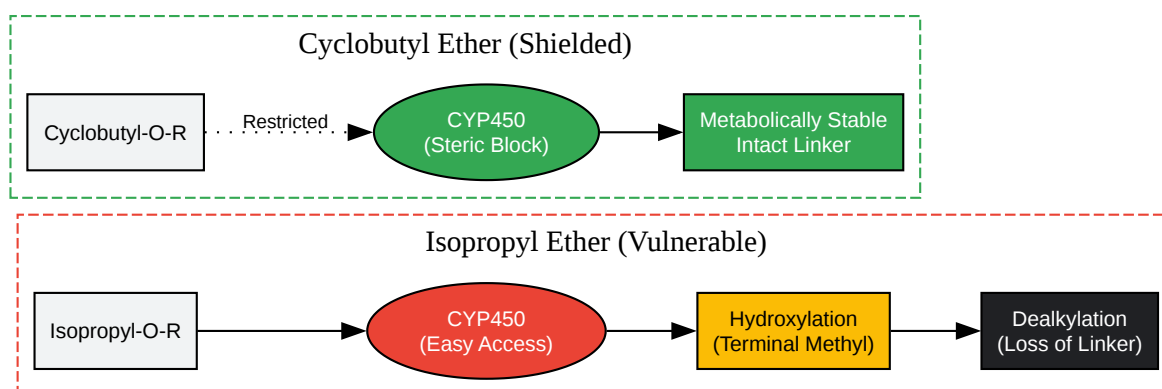 Cyclobutyl Ether (Shielded)
Cyclobutyl-O-R
Restricted
CYP450
(Steric Block)
Metabolically Stable
Intact Linker
Isopropyl Ether (Vulnerable)
Isopropyl-O-R
CYP450
(Easy Access)
Hydroxylation
(Terminal Methyl)
Dealkylation
(Loss of Linker)